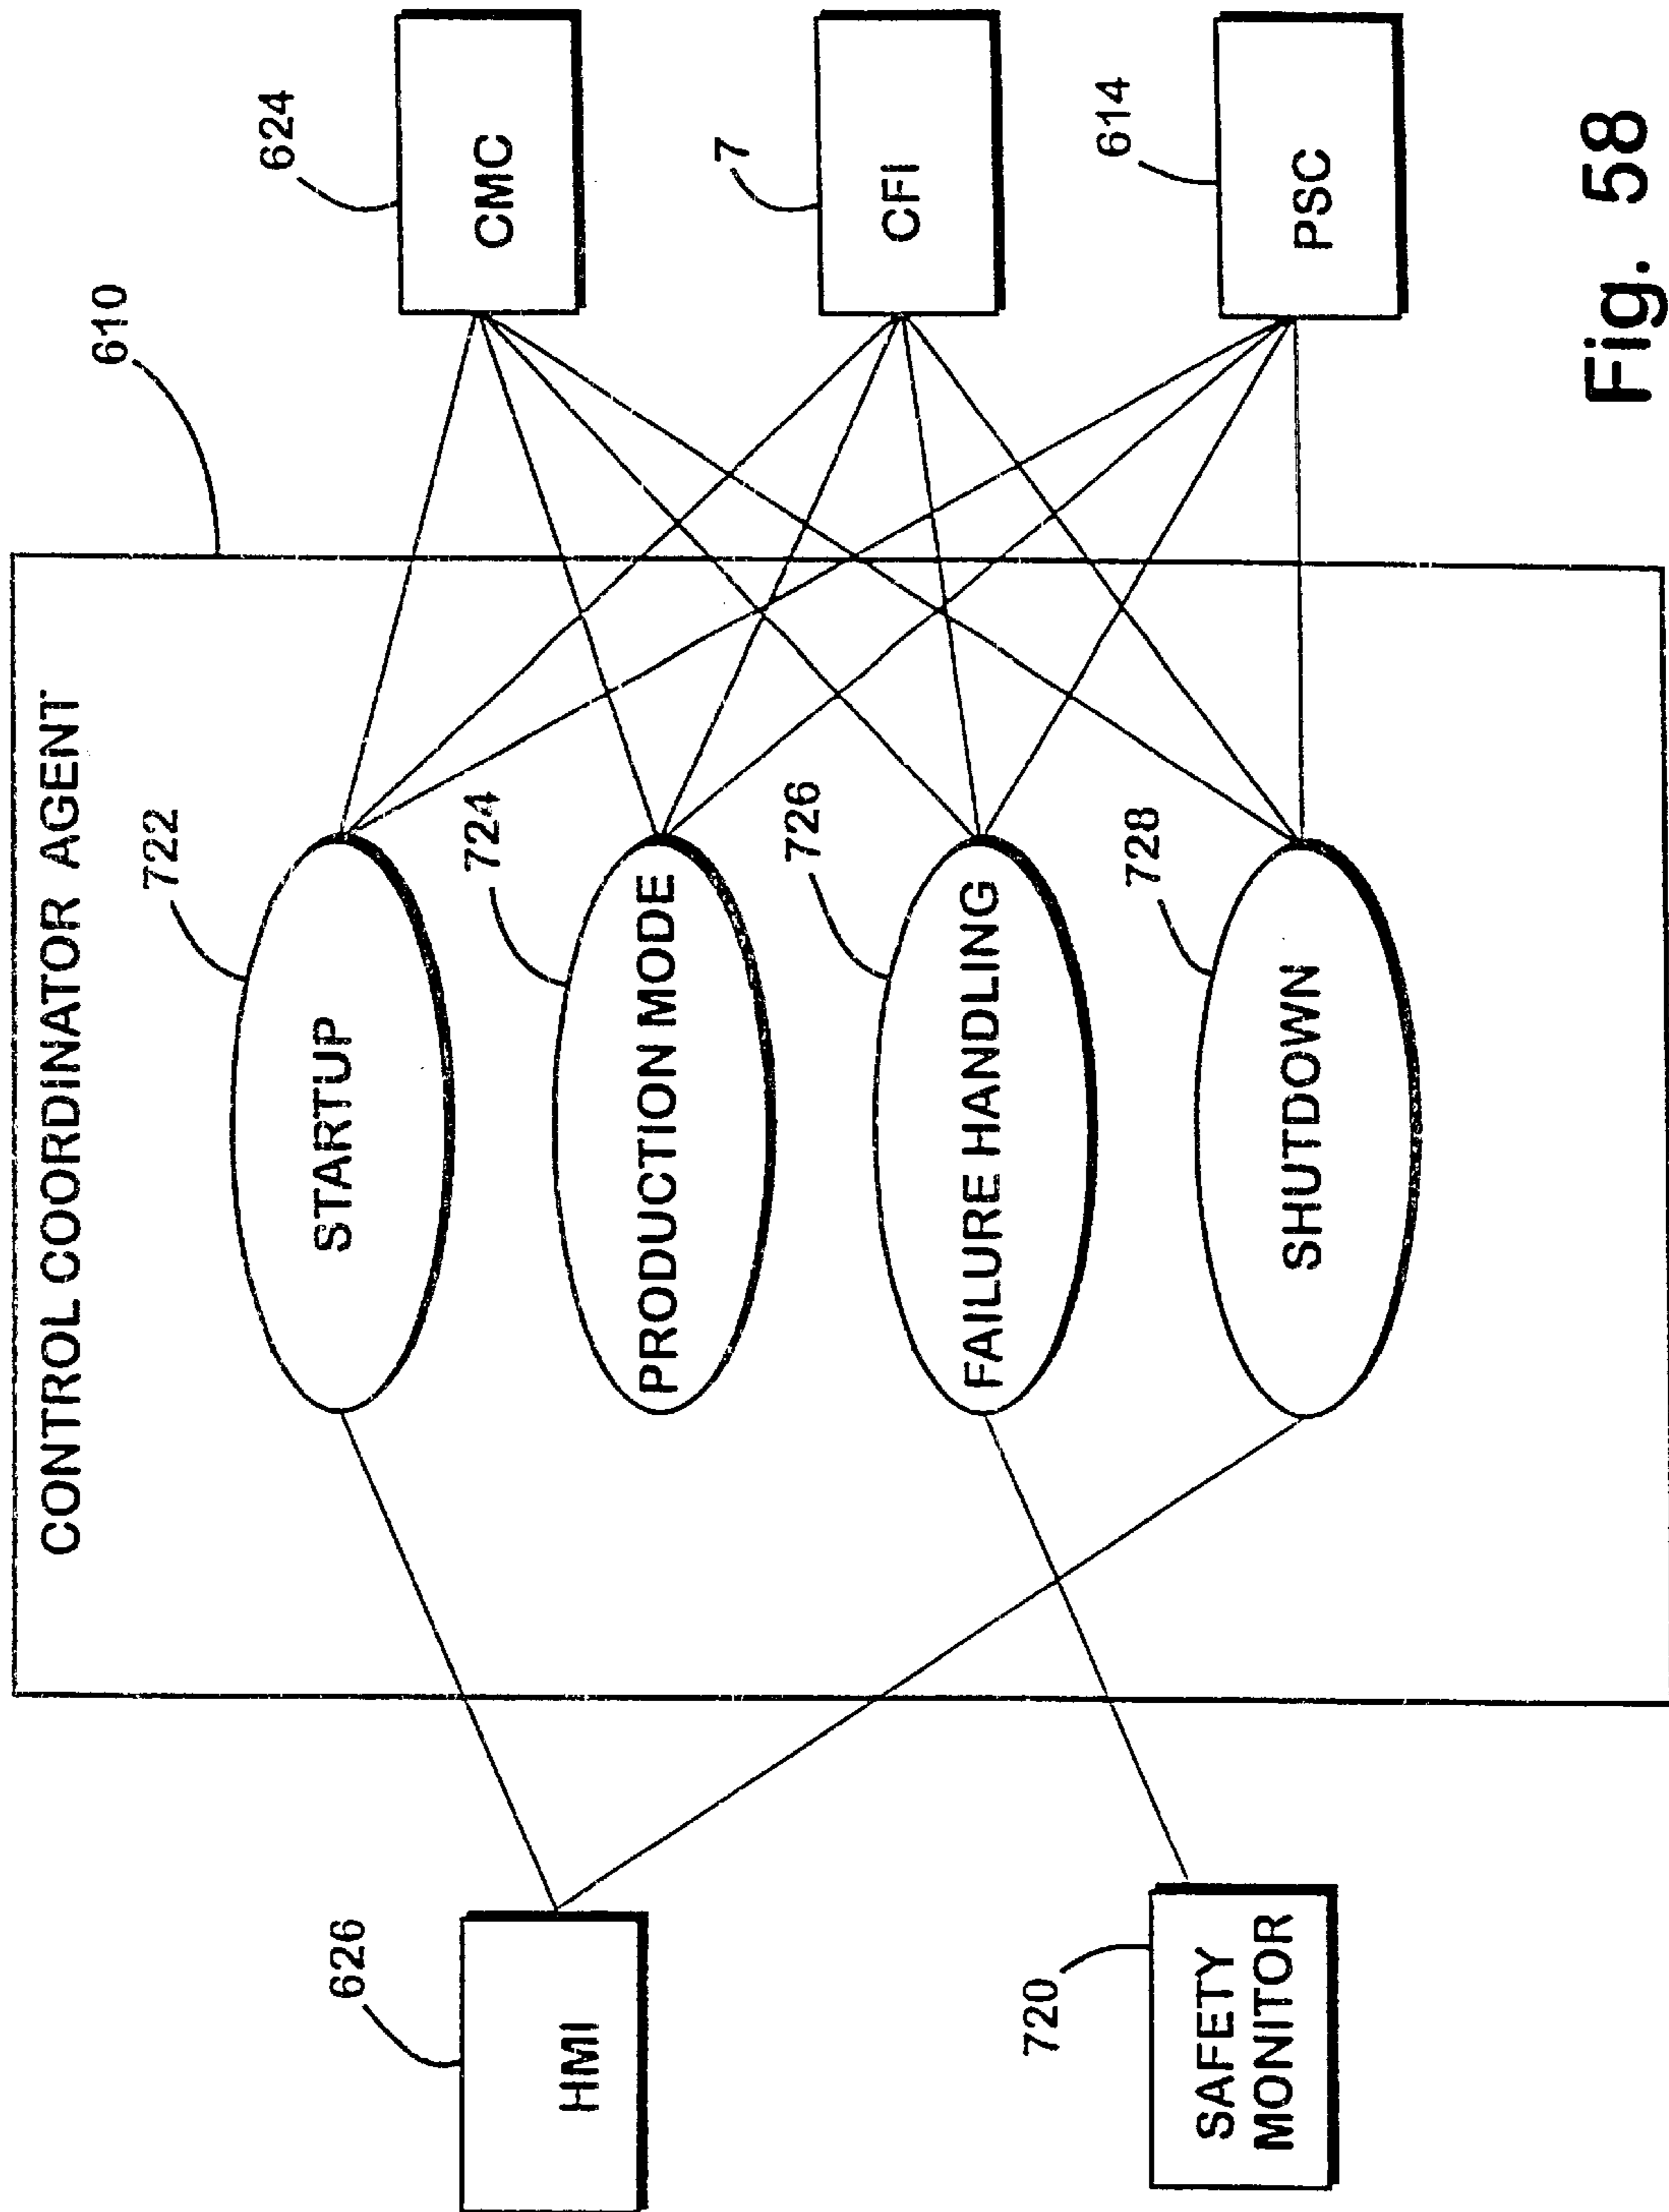 CONTROL COORDINATOR AGENT
610
626
HMI
720
SAFETY
MONITOR
722
STARTUP
724
PRODUCTION MODE
726
FAILURE HANDLING
728
SHUTDOWN
624
CMC
7
CFI
614
PSC
Fig. 58